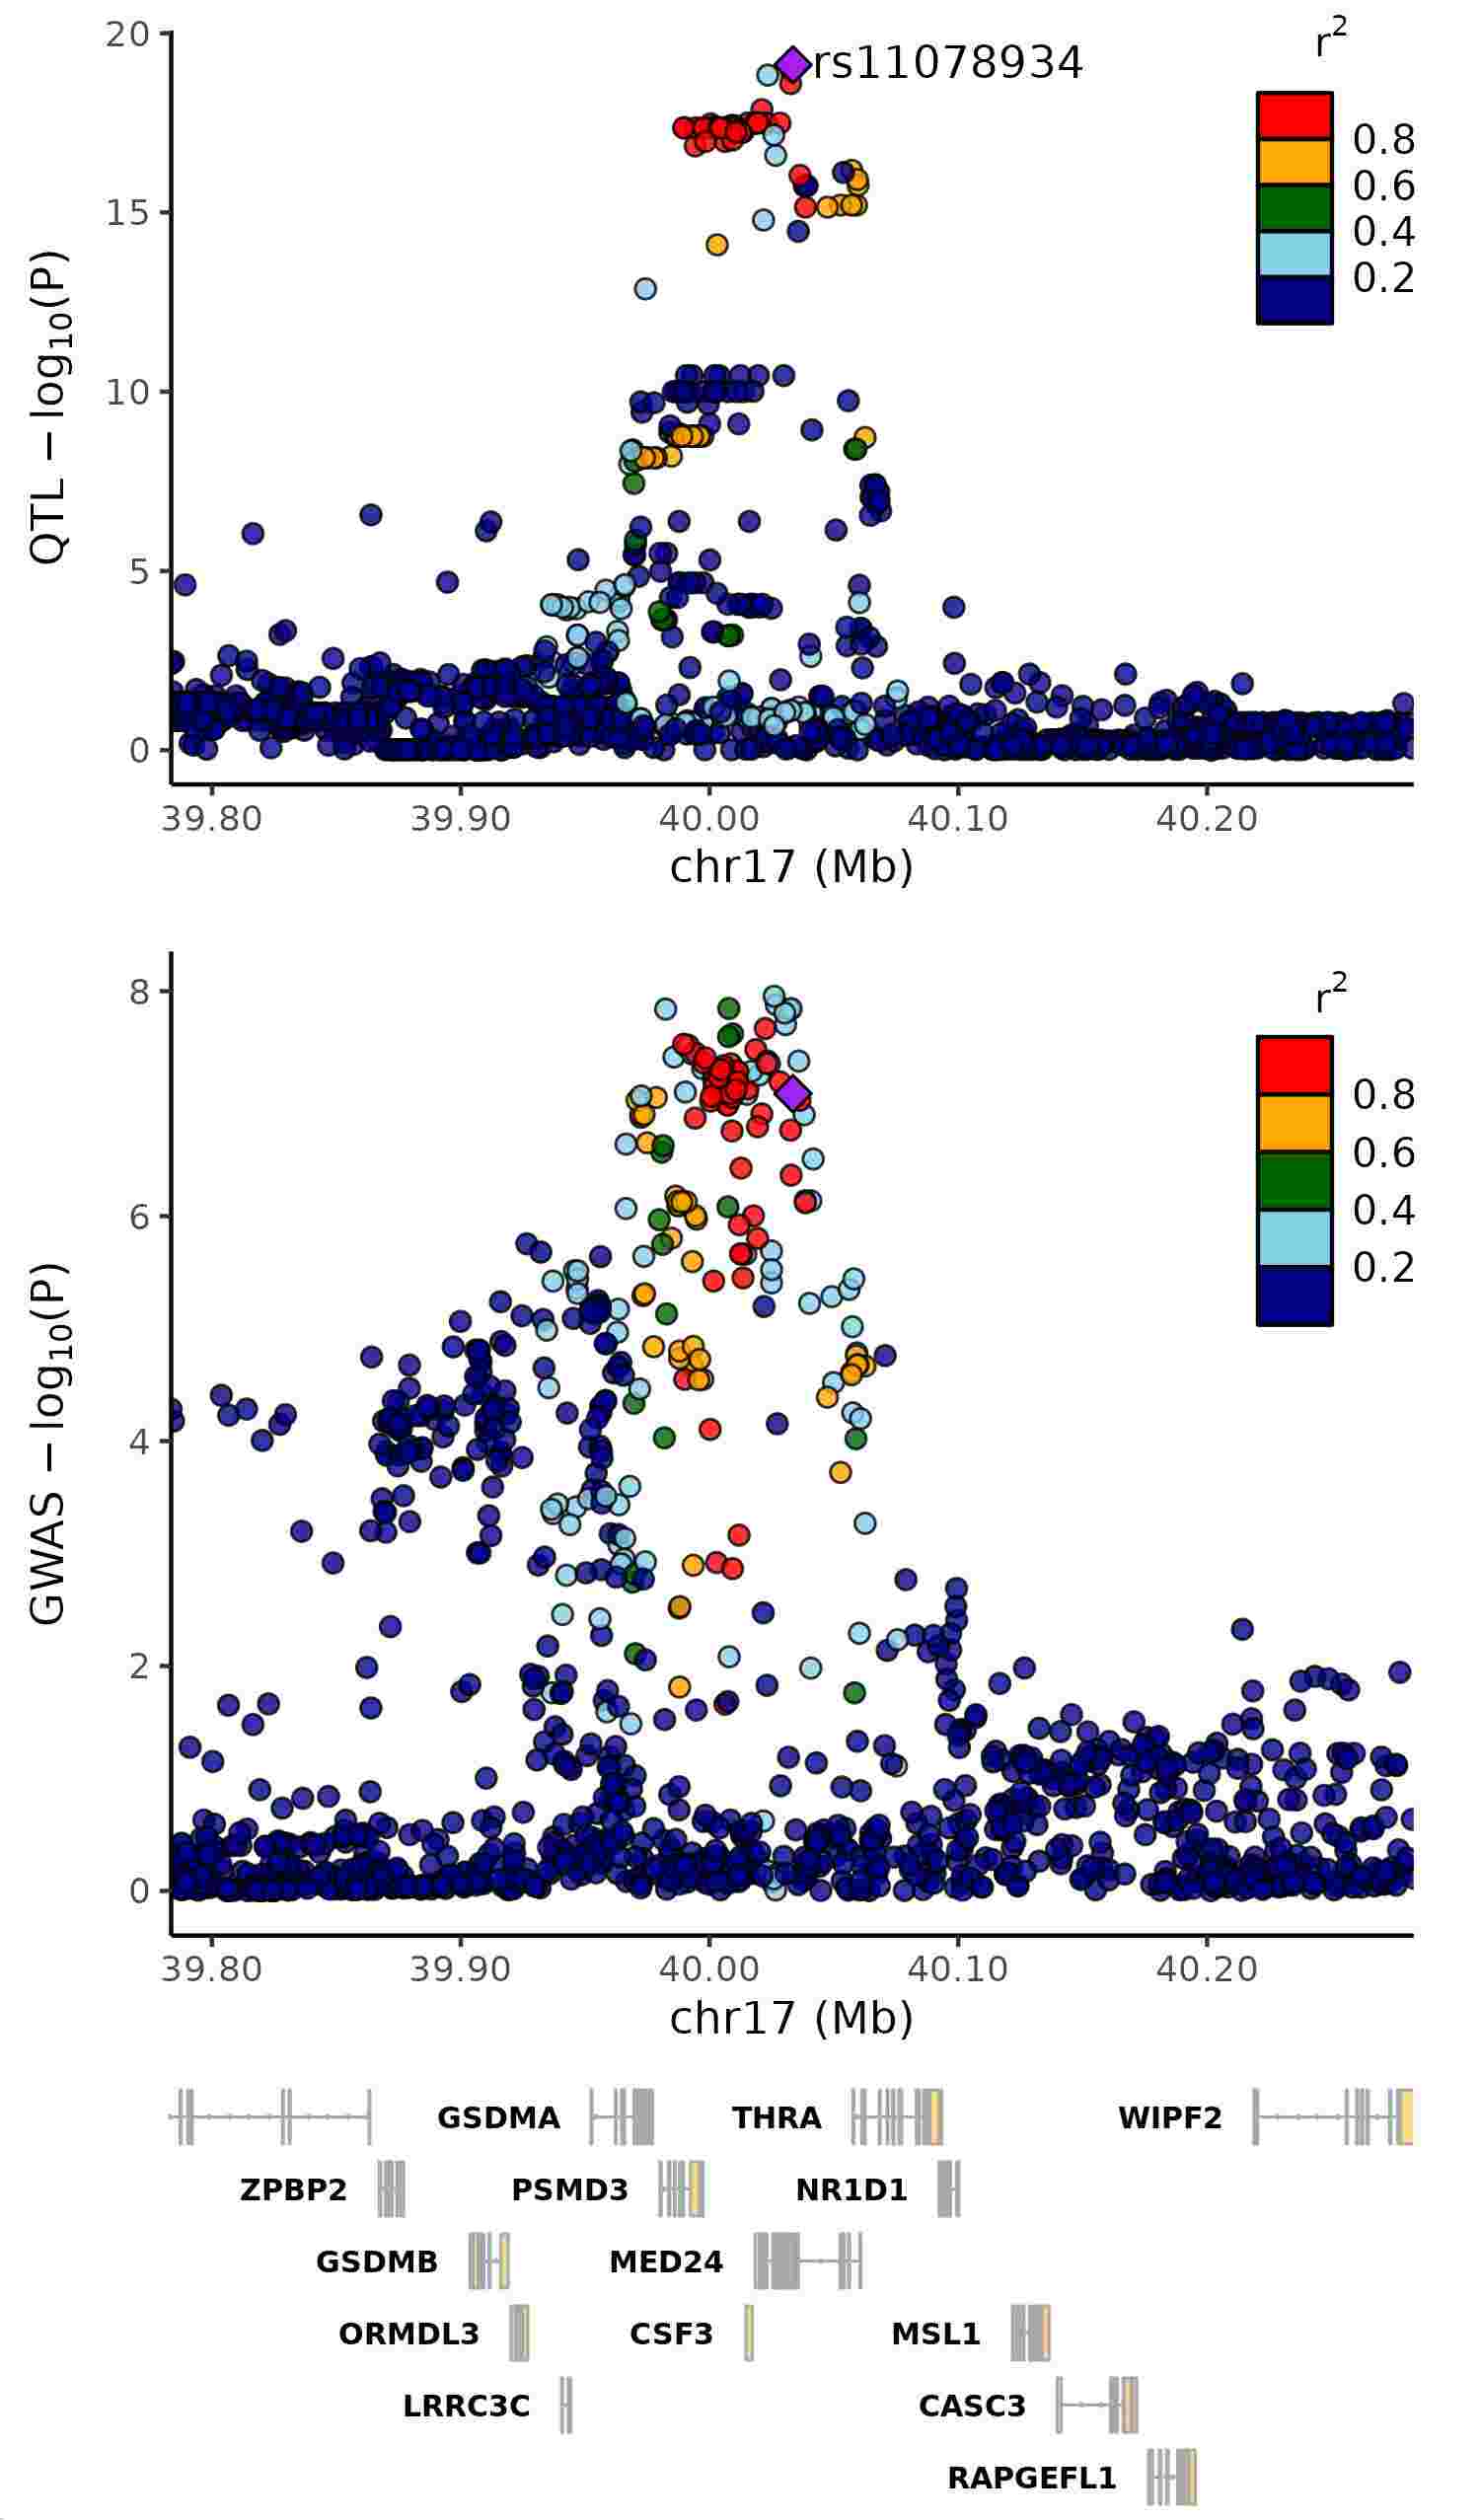 20
15
10
5
0
QTL −log10(P)
rs11078934
r2
0.8
0.6
0.4
0.2
39.80 39.90 40.00 40.10 40.20
chr17 (Mb)
8
6
4
2
0
GWAS −log10(P)
r2
0.8
0.6
0.4
0.2
39.80 39.90 40.00 40.10 40.20
chr17 (Mb)
GSDMA THRA WIPF2
ZPBP2 PSMD3 NR1D1
GSDMB MED24
ORMDL3 CSF3 MSL1
LRRC3C CASC3
RAPGEFL1